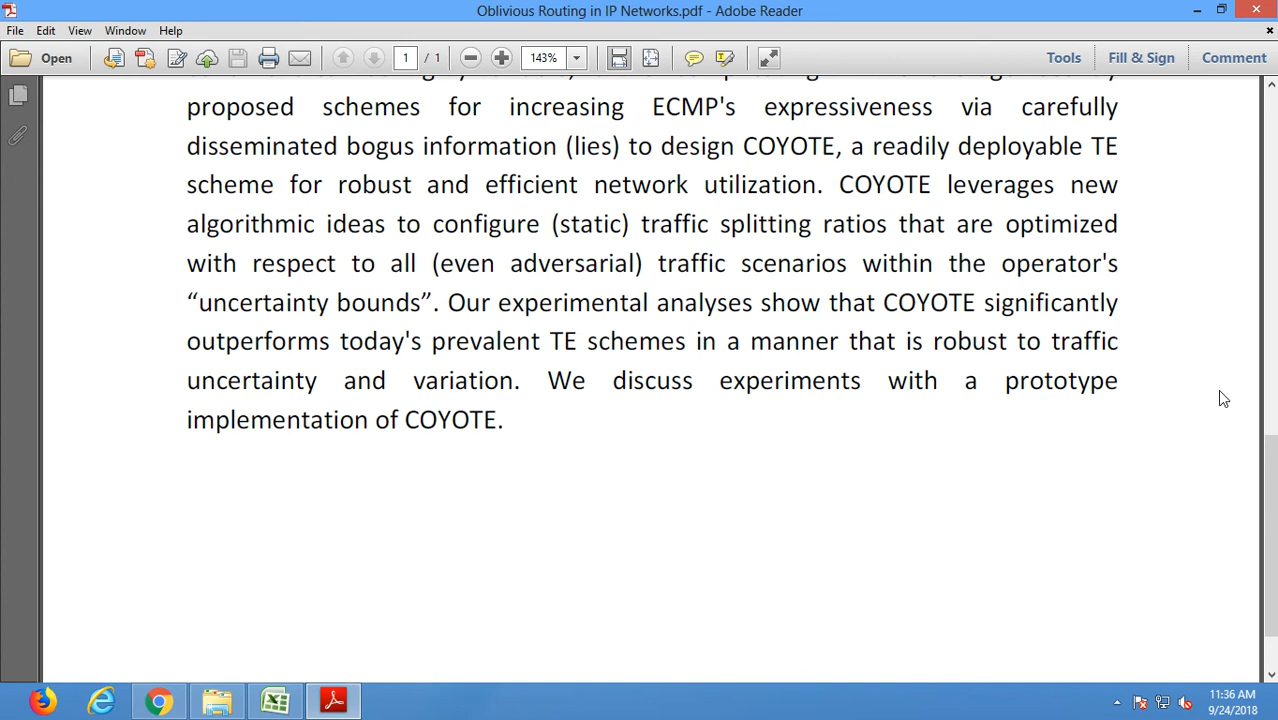 Oblivious Routing in IP Networks.pdf - Adobe Reader
File Edit View Window Help
Open 1 / 1 143% Tools Fill & Sign Comment
proposed schemes for increasing ECMP's expressiveness via carefully
disseminated bogus information (lies) to design COYOTE, a readily deployable TE
scheme for robust and efficient network utilization. COYOTE leverages new
algorithmic ideas to configure (static) traffic splitting ratios that are optimized
with respect to all (even adversarial) traffic scenarios within the operator's
“uncertainty bounds”. Our experimental analyses show that COYOTE significantly
outperforms today's prevalent TE schemes in a manner that is robust to traffic
uncertainty and variation. We discuss experiments with a prototype
implementation of COYOTE.
11:36 AM
9/24/2018